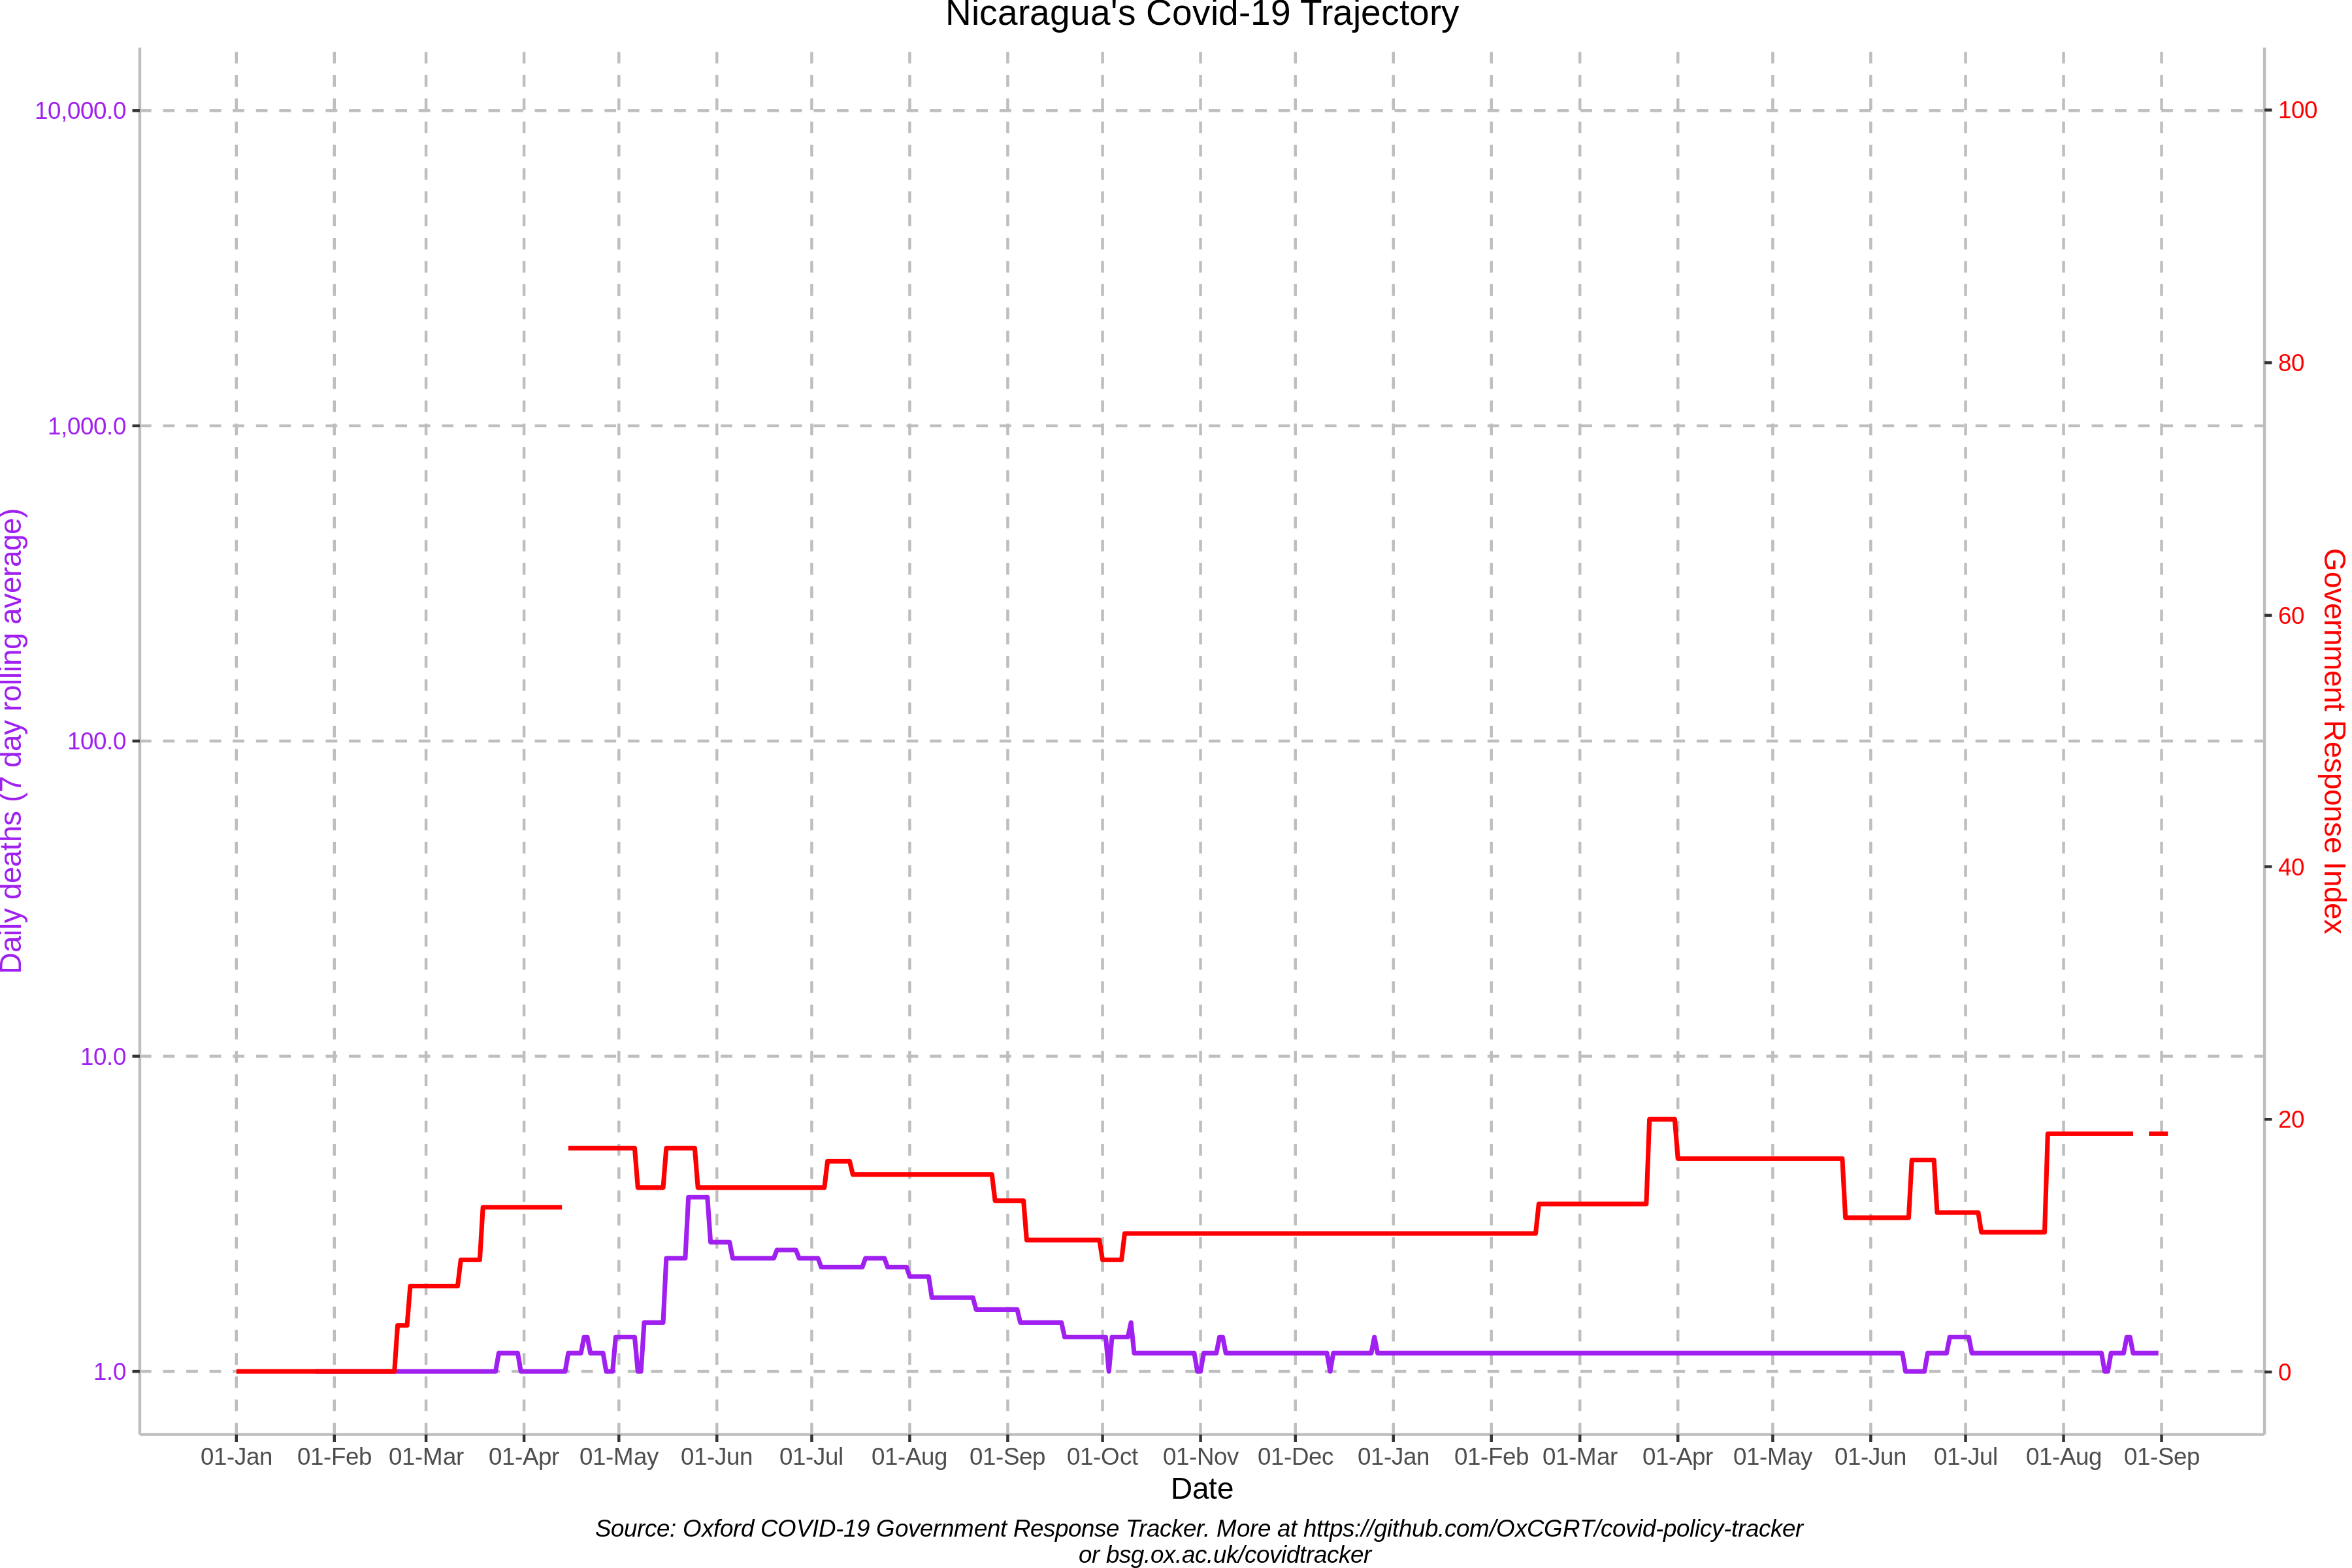 Nicaragua's Covid-19 Trajectory
10,000.0
1,000.0
100.0
10.0
1.0
Daily deaths (7 day rolling average)
100
80
60
40
20
0
Government Response Index
01-Jan 01-Feb 01-Mar 01-Apr 01-May 01-Jun 01-Jul 01-Aug 01-Sep 01-Oct 01-Nov 01-Dec 01-Jan 01-Feb 01-Mar 01-Apr 01-May 01-Jun 01-Jul 01-Aug 01-Sep
Date
Source: Oxford COVID-19 Government Response Tracker. More at https://github.com/OxCGRT/covid-policy-tracker
or bsg.ox.ac.uk/covidtracker